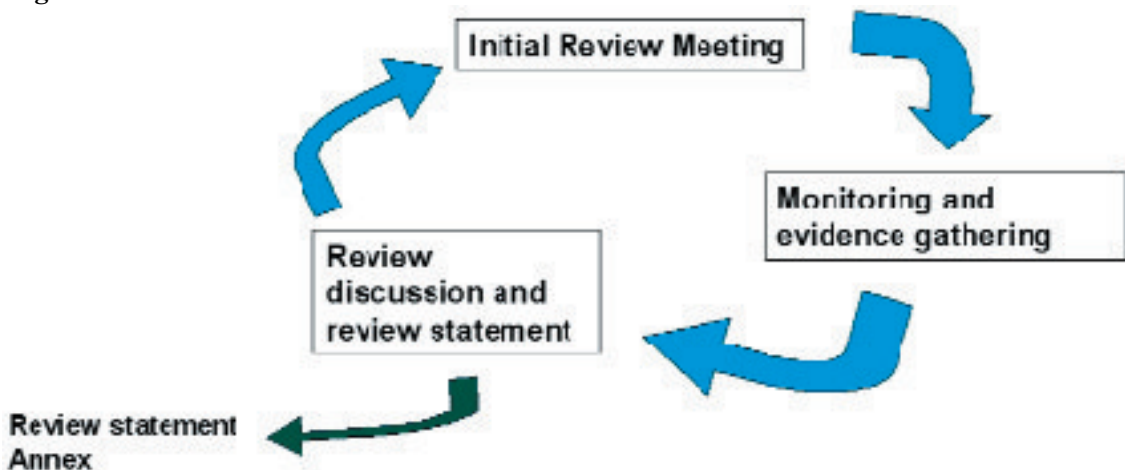 Initial Review Meeting
Monitoring and
evidence gathering
Review
discussion and
review statement
Review statement
Annex